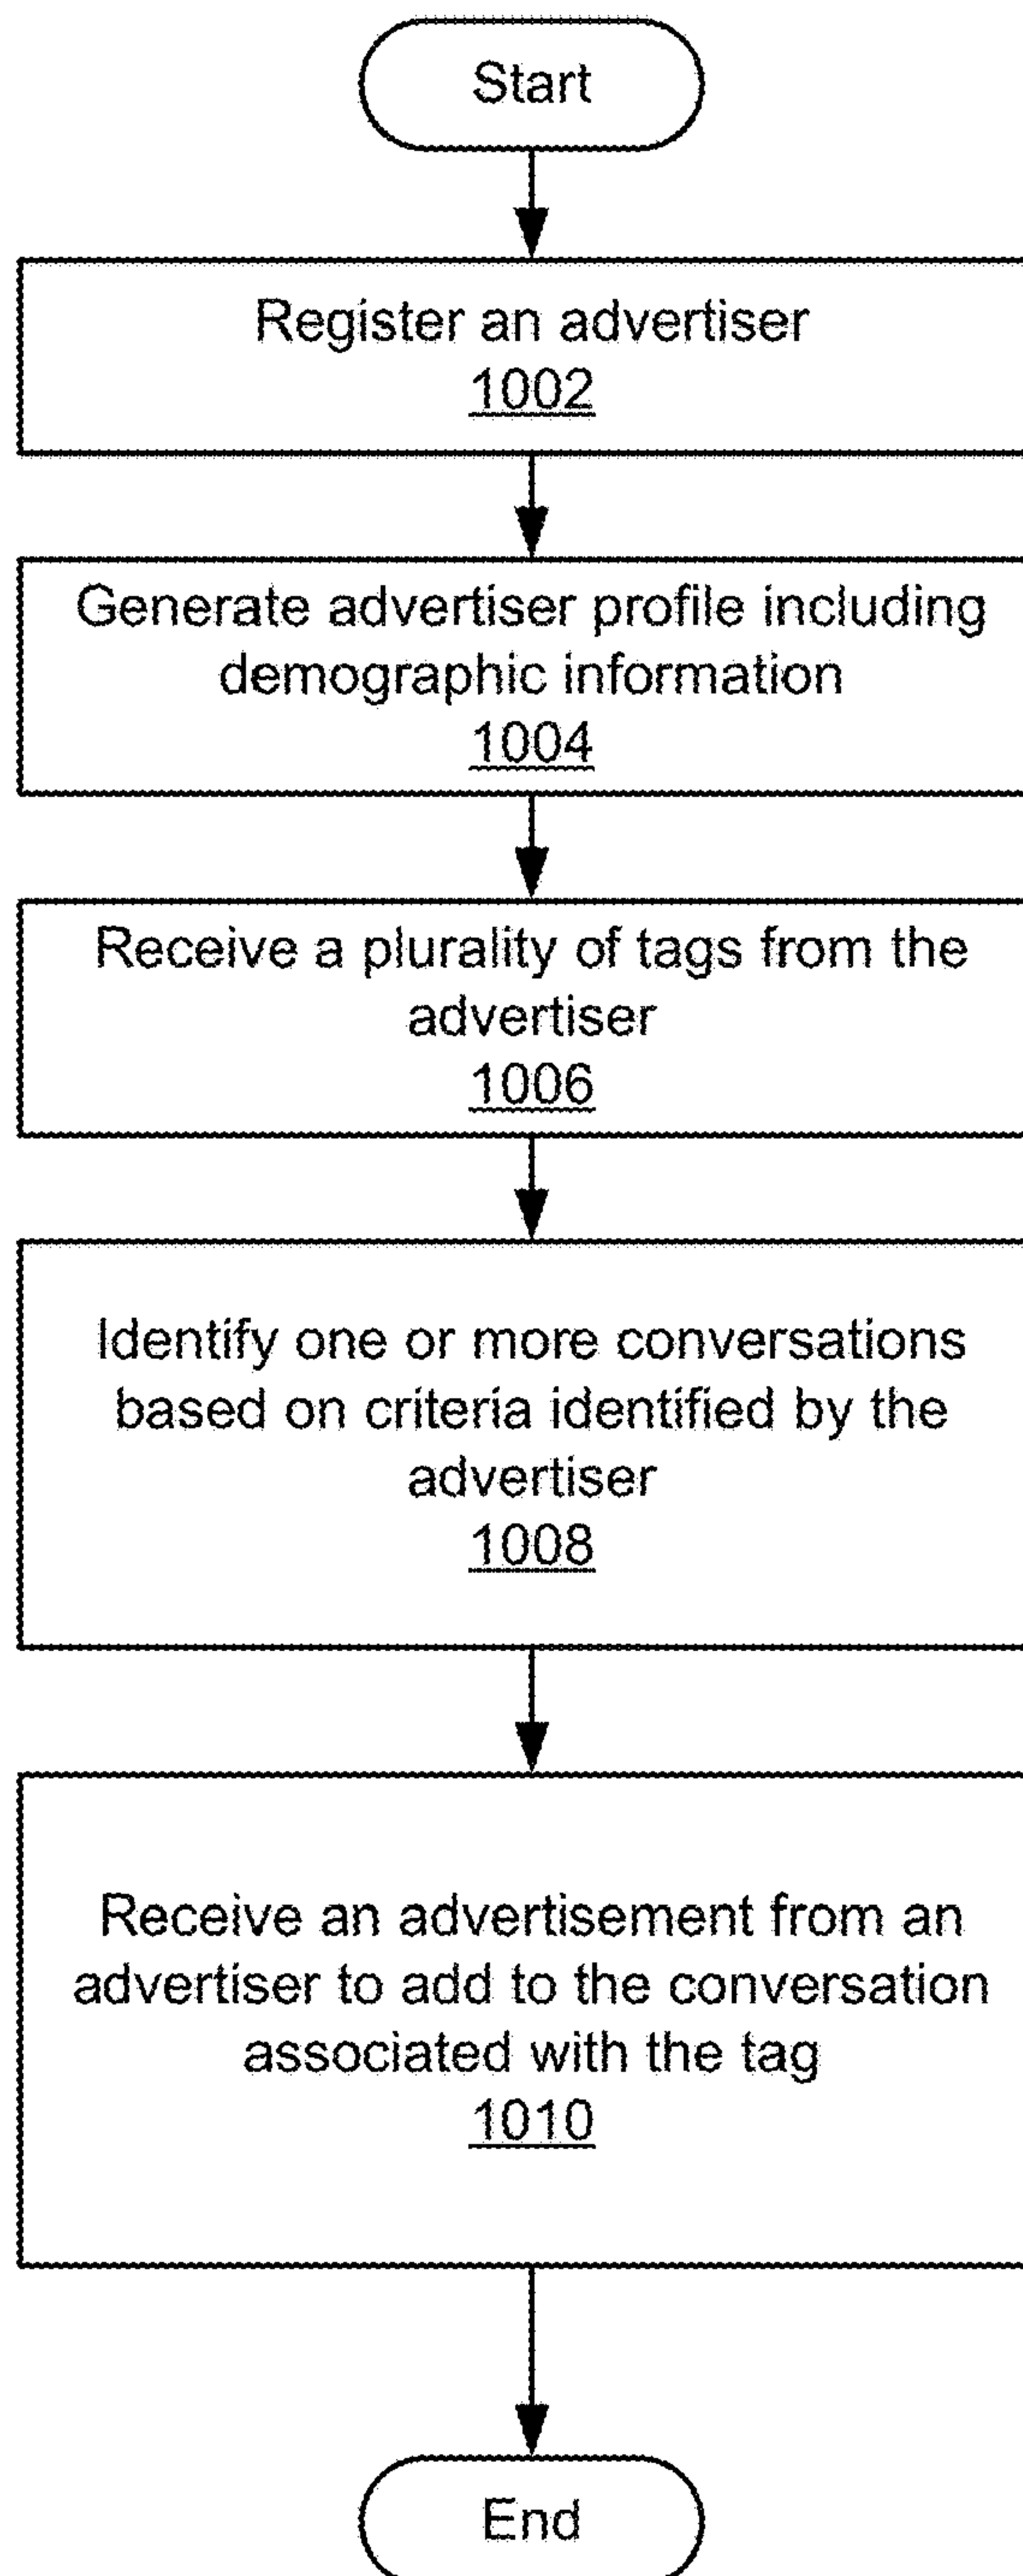 Start
Register an advertiser
1002
Generate advertiser profile including
demographic information
1004
Receive a plurality of tags from the
advertiser
1006
Identify one or more conversations
based on criteria identified by the
advertiser
1008
Receive an advertisement from an
advertiser to add to the conversation
associated with the tag
1010
End